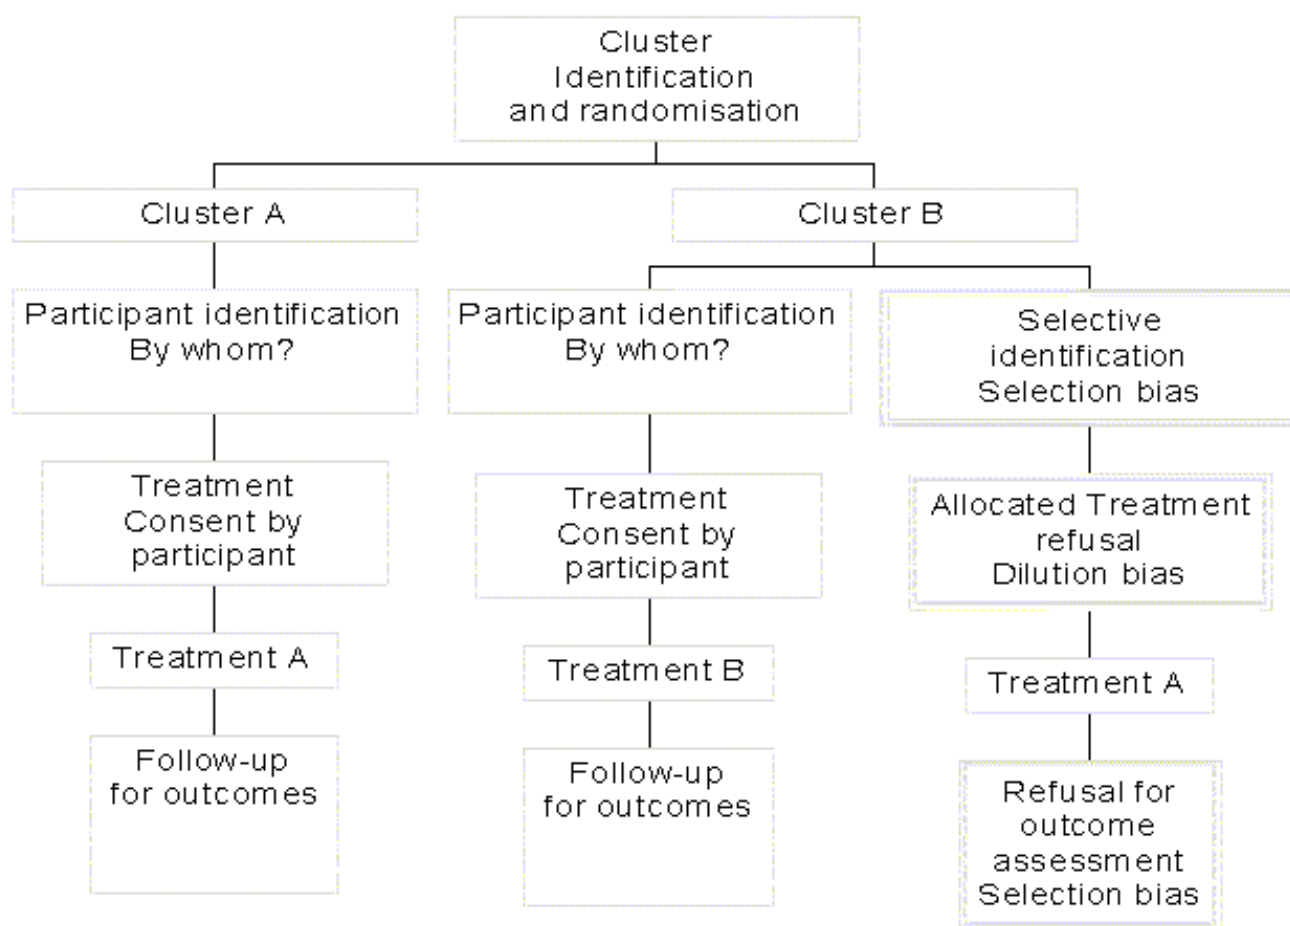 Cluster
Identification
and randomisation
Cluster A
Cluster B
Participant identification
By whom?
Participant identification
By whom?
Selective
identification
Selection bias
Treatment
Consent by
participant
Treatment
Consent by
participant
Allocated Treatment
refusal
Dilution bias
Treatment A
Treatment B
Treatment A
Follow-up
for outcomes
Follow-up
for outcomes
Refusal for
outcome
assessment
Selection bias